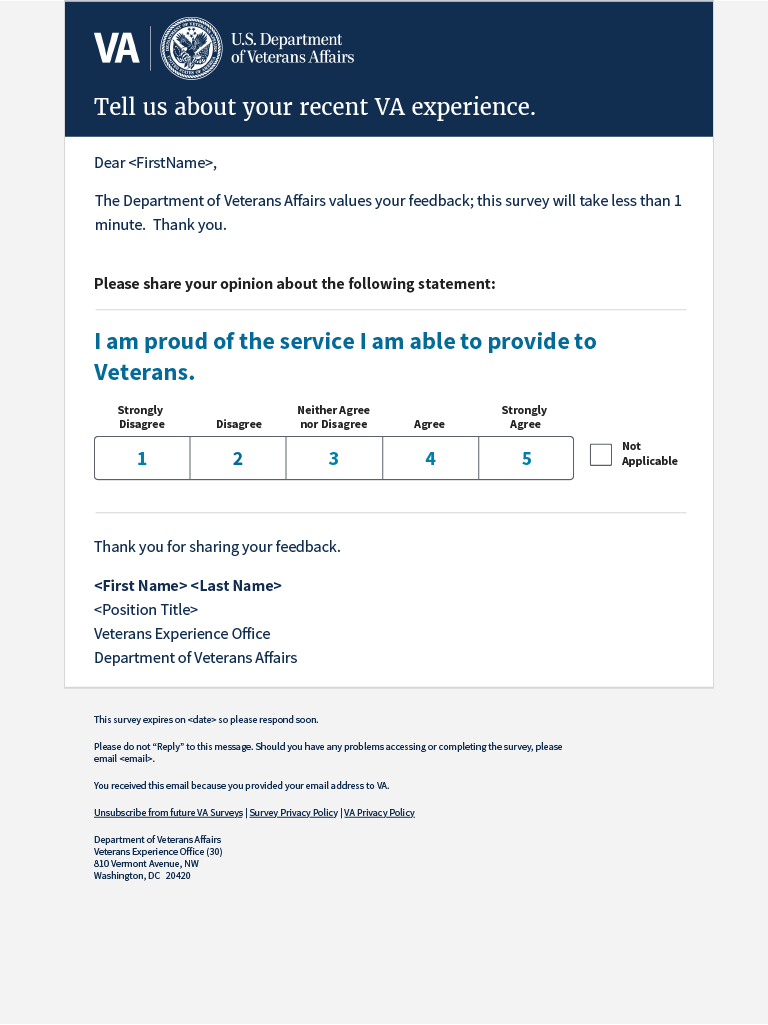 VA
U.S. Department
of Veterans Affairs
Tell us about your recent VA experience.
Dear <FirstName>,
The Department of Veterans Affairs values your feedback; this survey will take less than 1
minute.  Thank you.
Please share your opinion about the following statement:
I am proud of the service I am able to provide to
Veterans.
Strongly Disagree
Disagree
Neither Agree nor Disagree
Agree
Strongly Agree
1 2 3 4 5
Not
Applicable
Thank you for sharing your feedback.
<First Name> <Last Name>
<Position Title>
Veterans Experience Office
Department of Veterans Affairs
This survey expires on <date> so please respond soon.
Please do not “Reply” to this message. Should you have any problems accessing or completing the survey, please
email <email>.
You received this email because you provided your email address to VA.
Unsubscribe from future VA Surveys | Survey Privacy Policy | VA Privacy Policy
Department of Veterans Affairs
Veterans Experience Office (30)
810 Vermont Avenue, NW
Washington, DC  20420